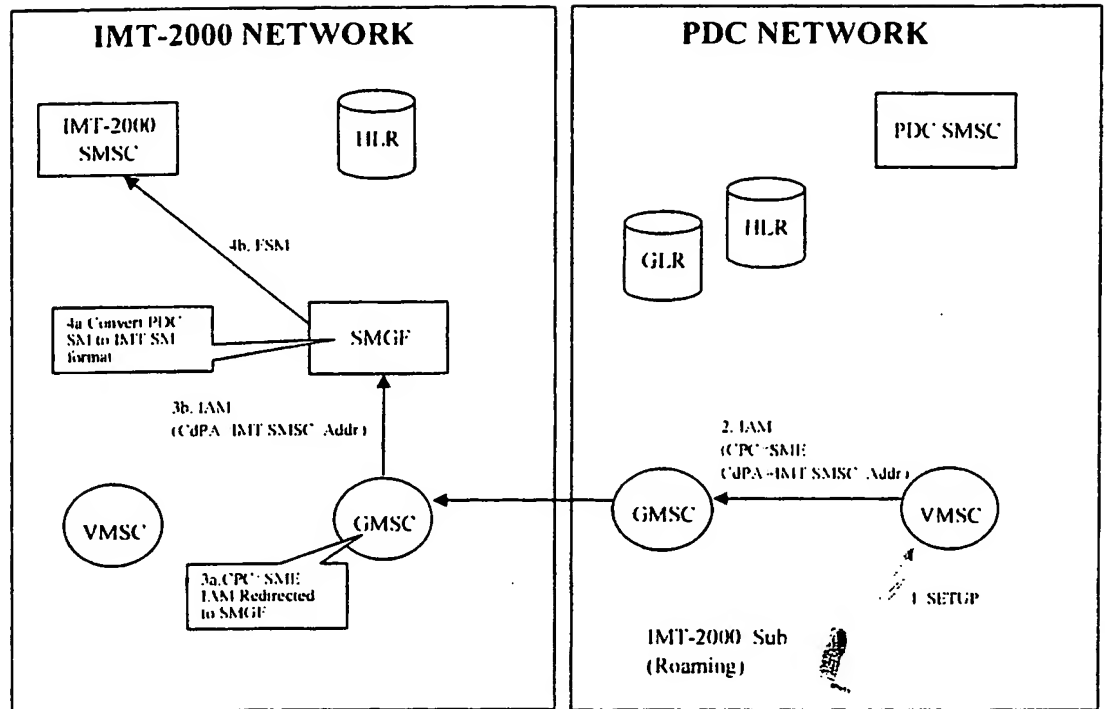 IMT-2000 NETWORK
PDC NETWORK
IMT-2000
SMSC
HLR
PDC SMSC
HLR
GLR
4b. FSM
4a Convert PDC
SM to IMT SM
format
SMGF
3b. IAM
(CdPA=IMT SMSC Addr)
2. IAM
(CPC=SME
CdPA=IMT SMSC Addr)
VMSC
GMSC
GMSC
VMSC
3a. CPC=SME
IAM Redirected
to SMGF
1. SETUP
IMT-2000 Sub
(Roaming)